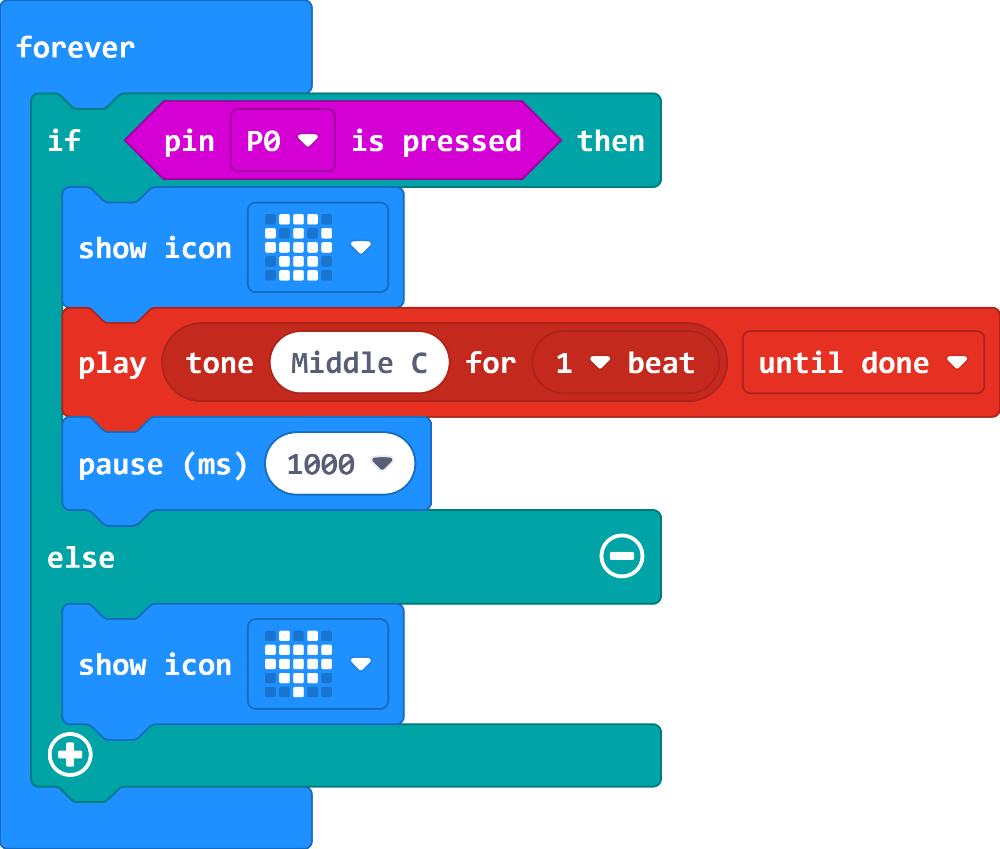 forever
if pin P0 is pressed then
show icon
play tone Middle C for 1 beat until done
pause (ms) 1000
else
show icon